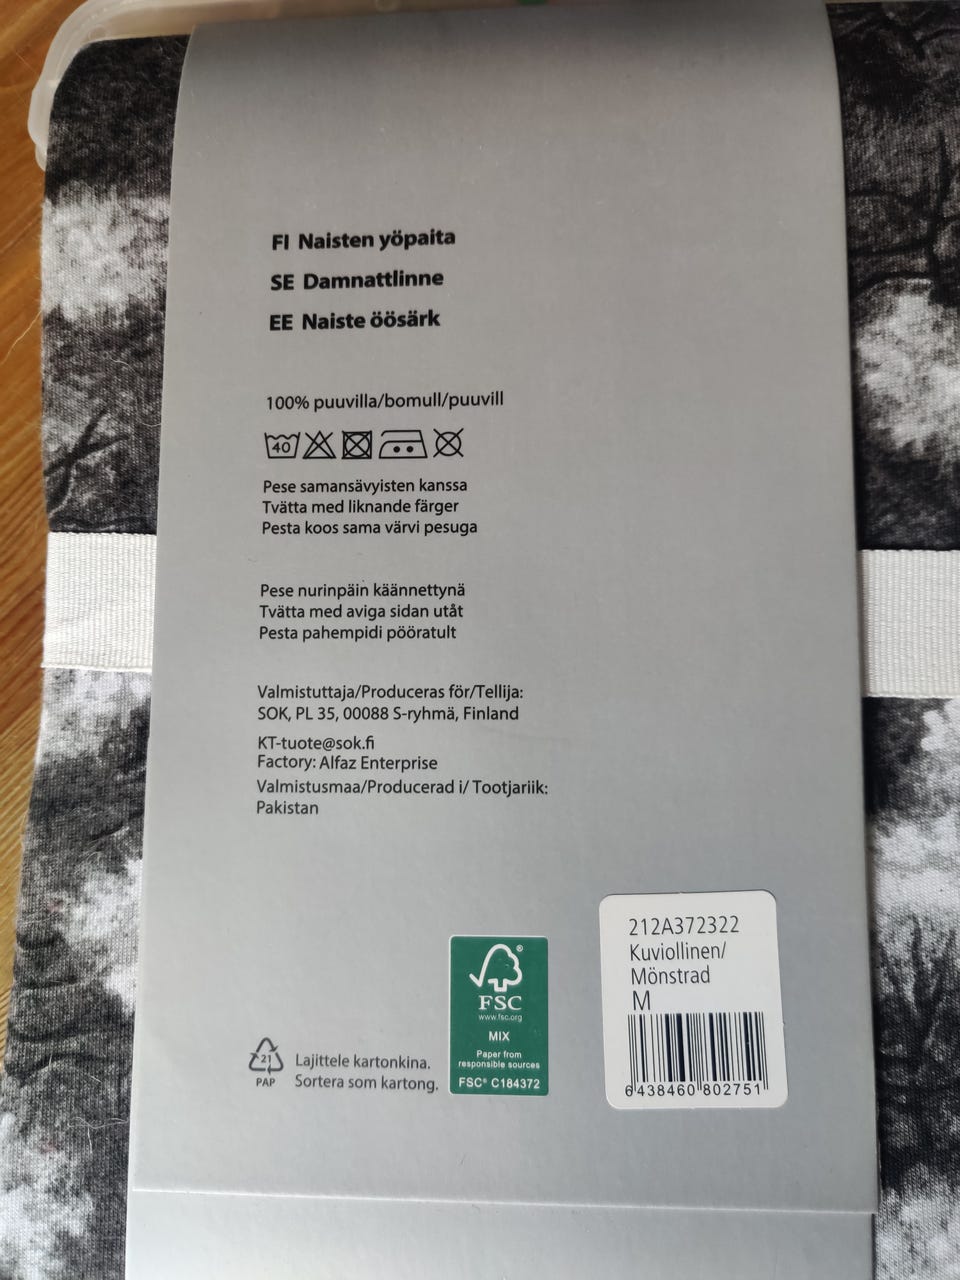 FI Naisten yöpaita
SE Damnattlinne
EE Naiste öösärk
100% puuvilla/bomull/puuvill
40
Pese samansävyisten kanssa
Tvätta med liknande färger
Pesta koos sama värvi pesuga
Pese nurinpäin käännettynä
Tvätta med aviga sidan utåt
Pesta pahempidi pööratult
Valmistuttaja/Produceras för/Tellija:
SOK, PL 35, 00088 S-ryhmä, Finland
KT-tuote@sok.fi
Factory: Alfaz Enterprise
Valmistusmaa/Producerad i/ Tootjariik:
Pakistan
21
PAP
Lajittele kartonkina.
Sortera som kartong.
®
FSC
www.fsc.org
MIX
Paper from
responsible sources
FSC® C184372
212A372322
Kuviollinen/
Mönstrad
M
6 438460 802751